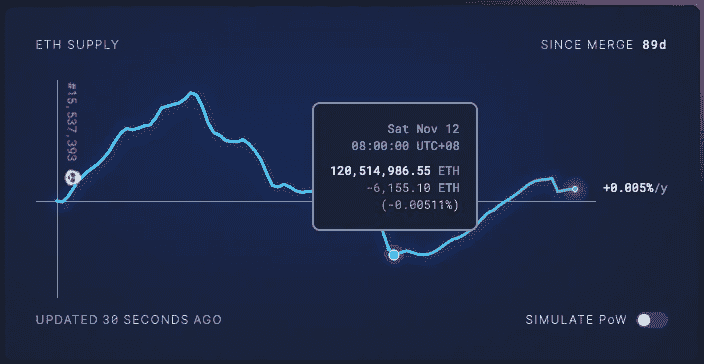 ETH SUPPLY
SINCE MERGE 89d
#15,537,393
Sat Nov 12
08:00:00 UTC+08
120,514,986.55 ETH
-6,155.10 ETH
(-0.00511%)
+0.005%/y
UPDATED 30 SECONDS AGO
SIMULATE PoW